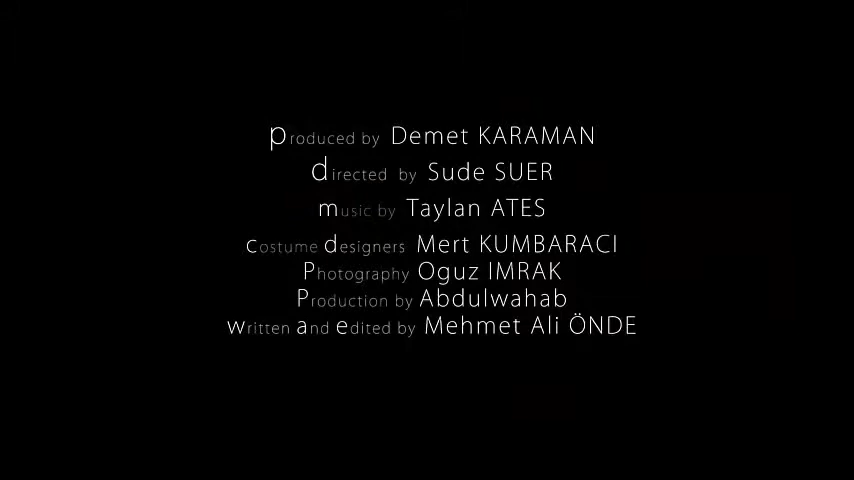 produced by Demet KARAMAN
directed by Sude SUER
music by Taylan ATES
costume designers Mert KUMBARACI
Photography Oguz IMRAK
Production by Abdulwahab
written and edited by Mehmet Ali ÖNDE